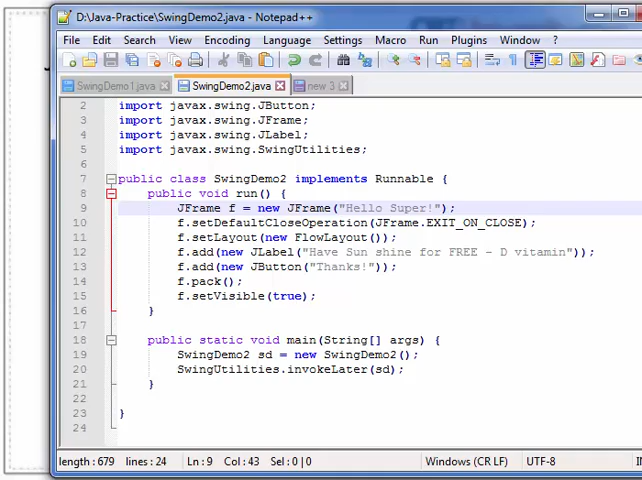 D:\Java-Practice\SwingDemo2.java - Notepad++
File Edit Search View Encoding Language Settings Macro Run Plugins Window ?
SwingDemo1.java SwingDemo2.java new 3
2 import javax.swing.JButton;
3 import javax.swing.JFrame;
4 import javax.swing.JLabel;
5 import javax.swing.SwingUtilities;
6
7 public class SwingDemo2 implements Runnable {
8 public void run() {
9 JFrame f = new JFrame("Hello Super!");
10 f.setDefaultCloseOperation(JFrame.EXIT_ON_CLOSE);
11 f.setLayout(new FlowLayout());
12 f.add(new JLabel("Have Sun shine for FREE - D vitamin"));
13 f.add(new JButton("Thanks!"));
14 f.pack();
15 f.setVisible(true);
16 }
17
18 public static void main(String[] args) {
19 SwingDemo2 sd = new SwingDemo2();
20 SwingUtilities.invokeLater(sd);
21 }
22
23 }
24
length : 679 lines : 24 Ln : 9 Col : 43 Sel : 0 | 0 Windows (CR LF) UTF-8